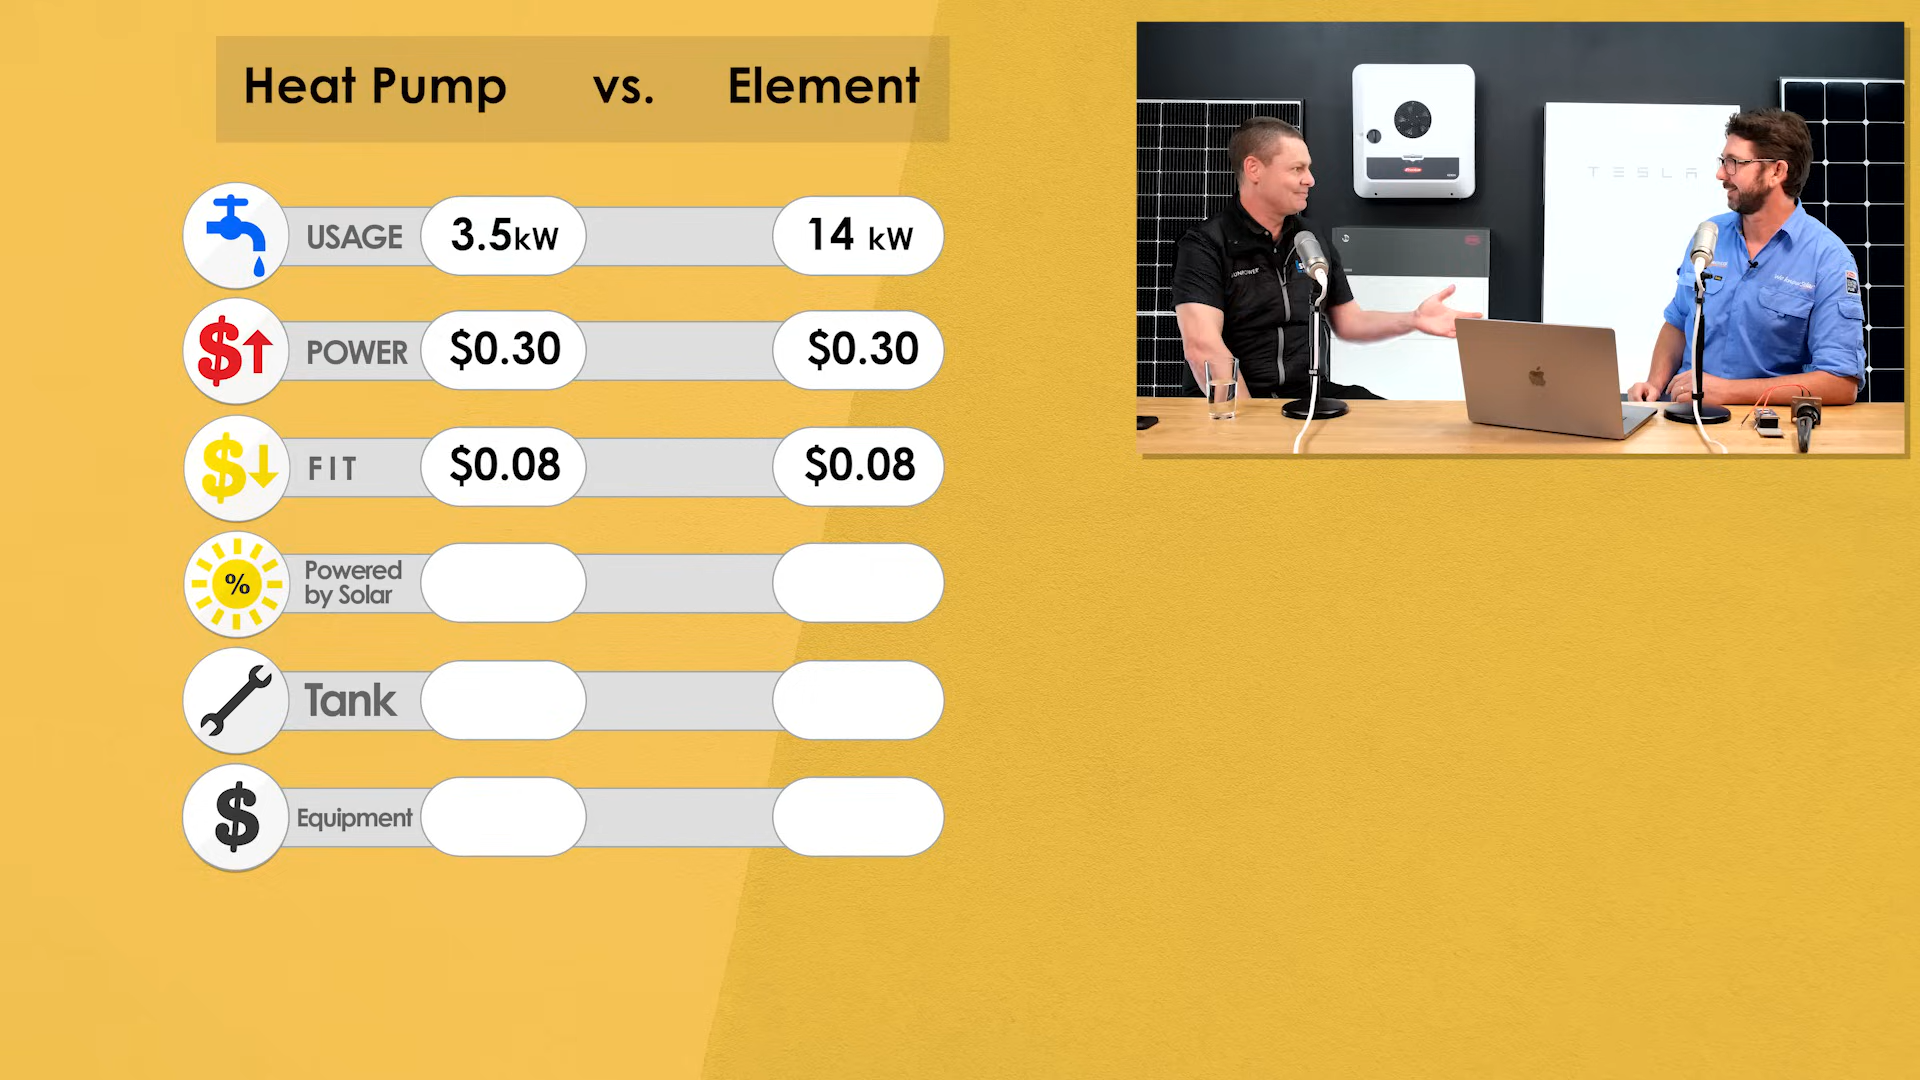 Heat Pump vs. Element
USAGE 3.5kW 14 kW
$ POWER $0.30 $0.30
$ FIT $0.08 $0.08
% Powered
by Solar
Tank
$ Equipment
TESLA